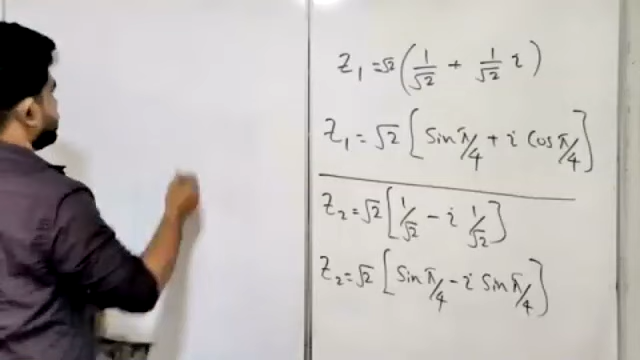 Z₁ = √2 (1/√2 + 1/√2 i)
Z₁ = √2 [Sin π/4 + i Cos π/4]
Z₂ = √2 [1/√2 - i 1/√2]
Z₂ = √2 [Sin π/4 - i Sin π/4]